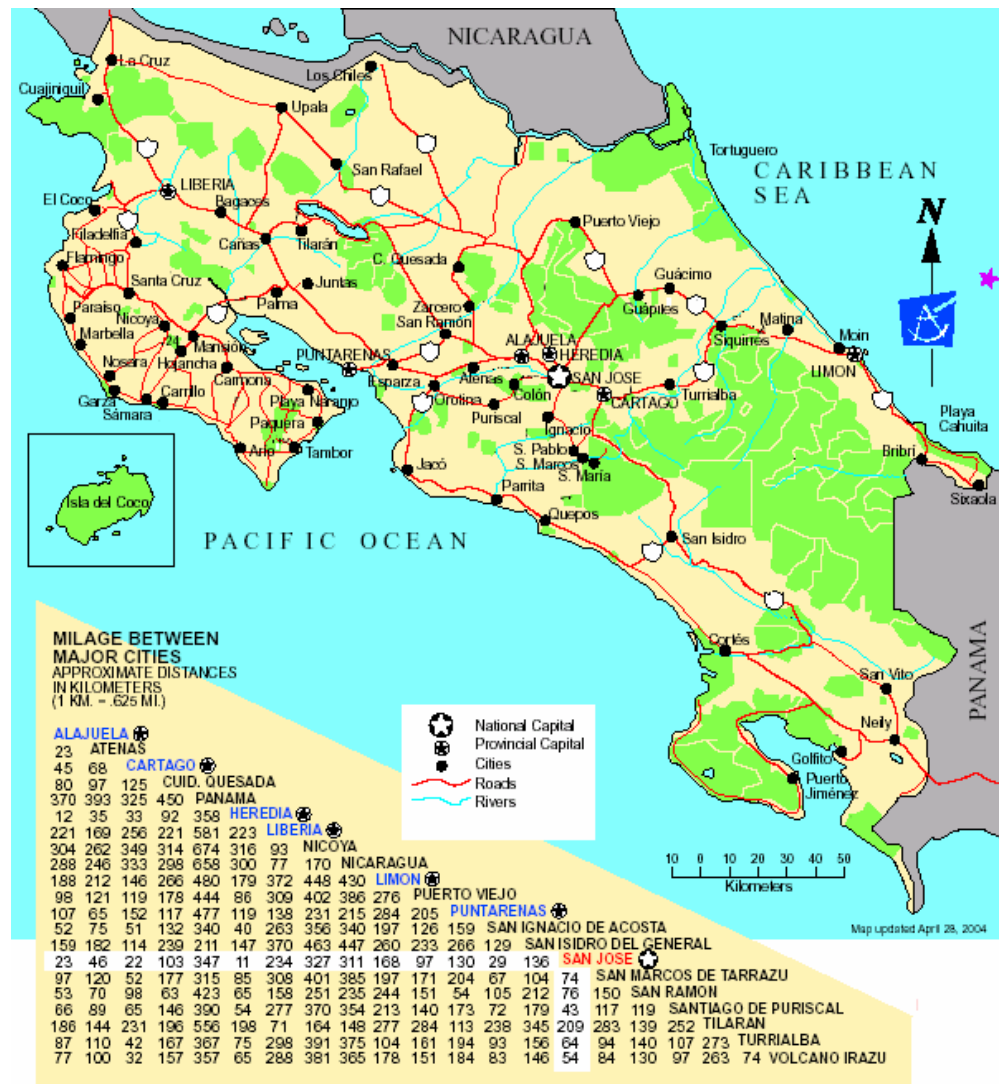 NICARAGUA
La Cruz
Los Chiles
Cuajiniquil
Upala
Tortuguero
CARIBBEAN
SEA
San Rafael
LIBERIA
El Coco
Bagaces
N
Puerto Viejo
Filadelfia
Cañas
Tilarán
Flamingo
C. Quesada
Guácimo
Santa Cruz
Juntas
Palma
Zarcero
Guápiles
Paraiso
Nicoya
San Ramón
Matina
Marbella
24
Mansión
ALAJUELA
Siquirres
Moin
Nosara
Hojancha
PUNTARENAS
HEREDIA
LIMON
Carmona
Esparza
Atenas
SAN JOSE
Garza
Carrillo
Playa Naranjo
Orotina
Colón
CARTAGO
Turrialba
Sámara
Puriscal
Playa
Cahuita
Paquera
Ignacio
Ario
Tambor
S. Pablo
Bribrí
S. Marcos
Jacó
S. María
Sixaola
Isla del Coco
Parrita
Quepos
PACIFIC OCEAN
San Isidro
Cortés
PANAMA
San Vito
Neily
Golfito
Puerto
Jiménez
MILAGE BETWEEN
MAJOR CITIES
APPROXIMATE DISTANCES
IN KILOMETERS
(1 KM. = .625 MI.)
National Capital
Provincial Capital
Cities
Roads
Rivers
10 0 10 20 30 40 50
Kilometers
Map updated April 28, 2004
ALAJUELA
23 ATENAS
45 68 CARTAGO
80 97 125 CUID. QUESADA
370 393 325 450 PANAMA
12 35 33 92 358 HEREDIA
221 169 256 221 581 223 LIBERIA
304 262 349 314 674 316 93 NICOYA
288 246 333 298 658 300 77 170 NICARAGUA
188 212 146 266 480 179 372 448 430 LIMON
98 121 119 178 444 86 309 402 386 276 PUERTO VIEJO
107 65 152 117 477 119 138 231 215 284 205 PUNTARENAS
52 75 51 132 340 40 263 356 340 197 126 159 SAN IGNACIO DE ACOSTA
159 182 114 239 211 147 370 463 447 260 233 266 129 SAN ISIDRO DEL GENERAL
23 46 22 103 347 11 234 327 311 168 97 130 29 136 SAN JOSE
97 120 52 177 315 85 308 401 385 197 171 204 67 104 74 SAN MARCOS DE TARRAZU
53 70 98 63 423 65 158 251 235 244 151 54 105 212 76 150 SAN RAMON
66 89 65 146 390 54 277 370 354 213 140 173 72 179 43 117 119 SANTIAGO DE PURISCAL
186 144 231 196 556 198 71 164 148 277 284 113 238 345 209 283 139 252 TILARAN
87 110 42 167 367 75 298 391 375 104 161 194 93 156 64 94 140 107 273 TURRIALBA
77 100 32 157 357 65 288 381 365 178 151 184 83 146 54 84 130 97 263 74 VOLCANO IRAZU